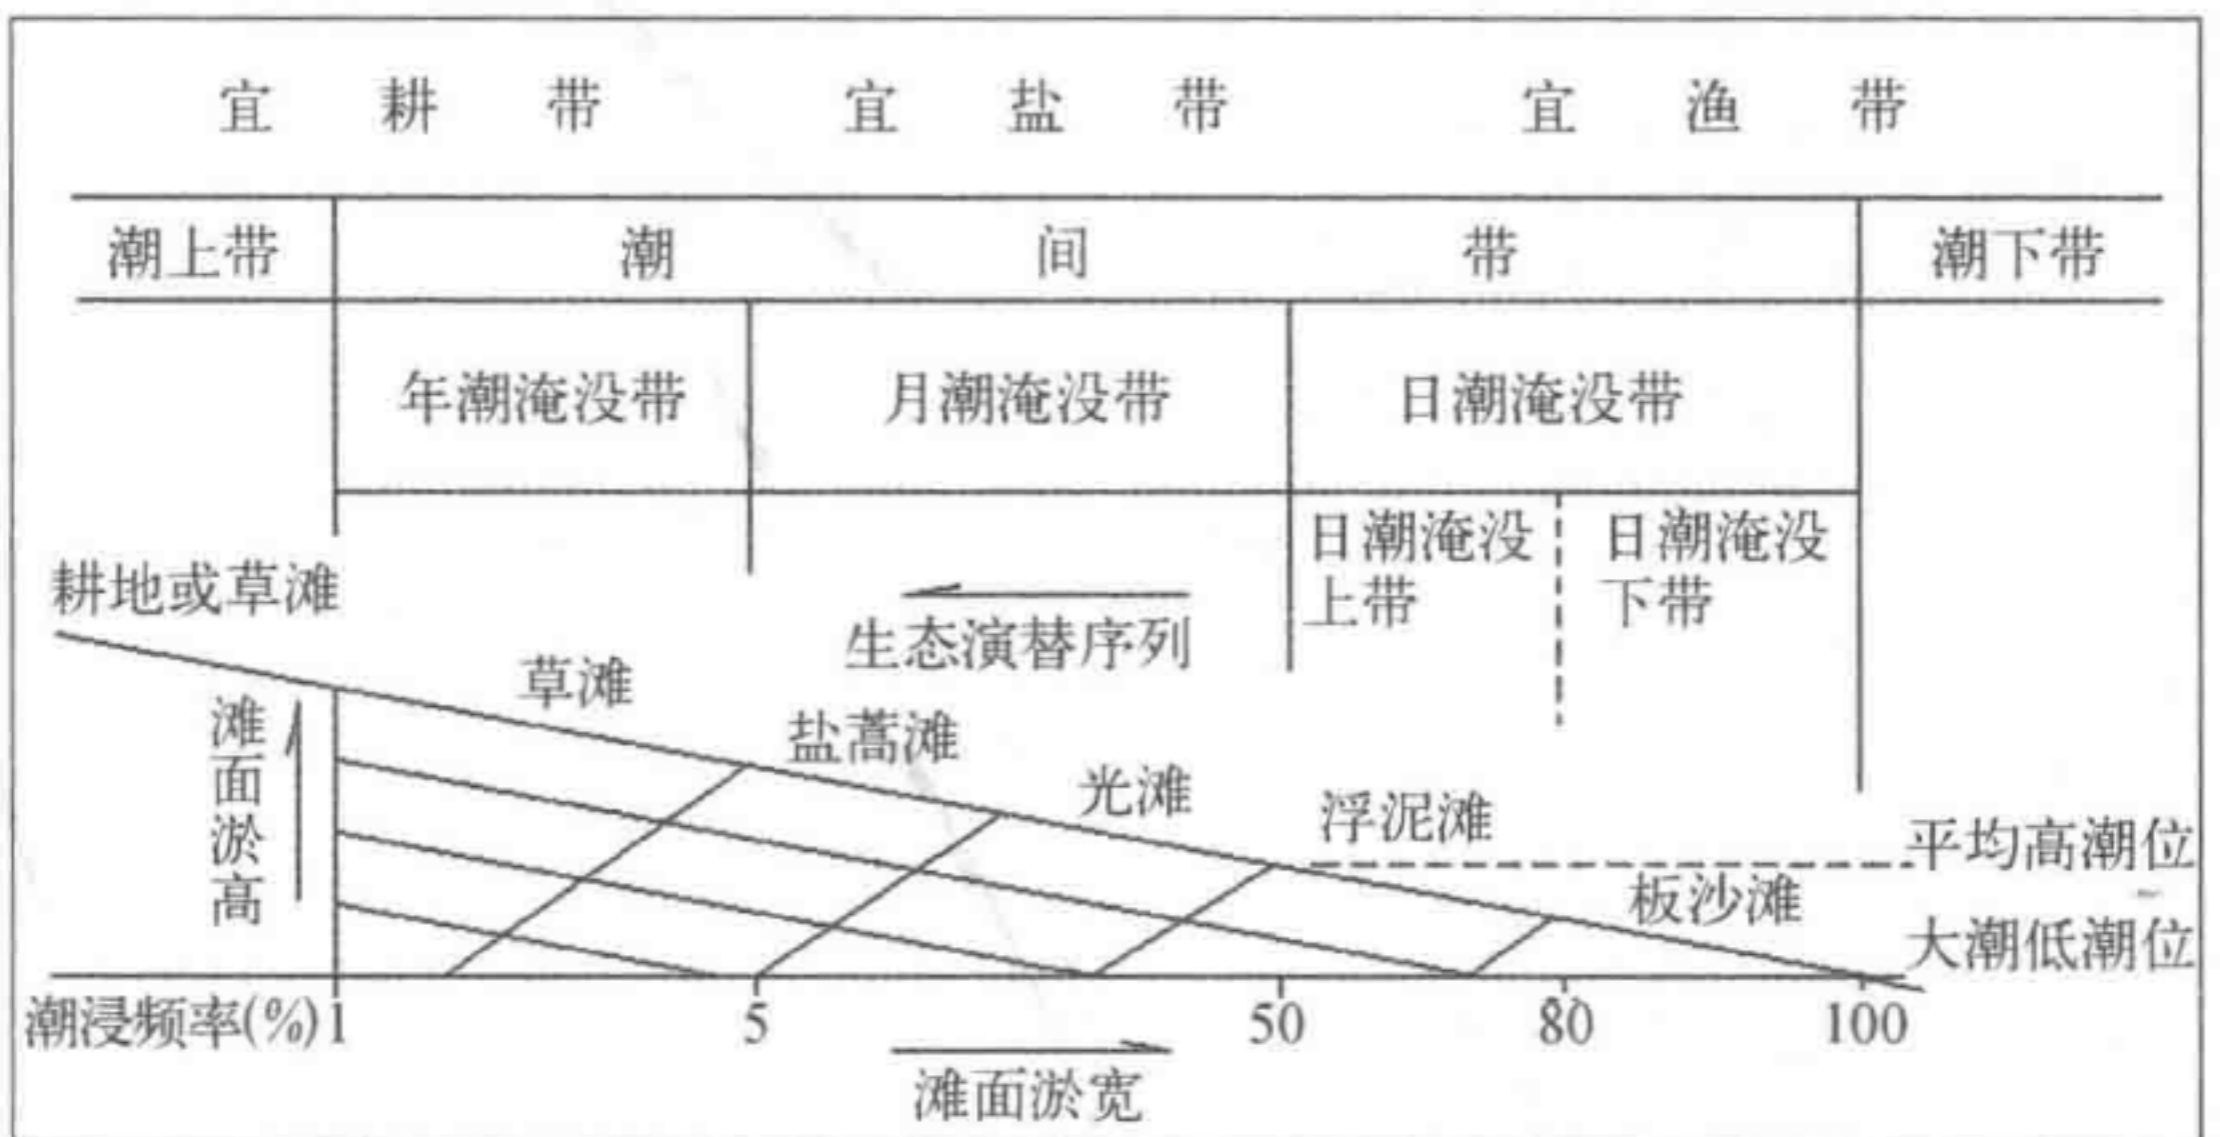 宜耕带 宜盐带 宜渔带
潮上带 潮间带 潮下带
年潮淹没带 月潮淹没带 日潮淹没带
日潮淹没上带
日潮淹没下带
耕地或草滩
生态演替序列
草滩
盐蒿滩
光滩
浮泥滩
板沙滩
平均高潮位
大潮低潮位
滩面淤高
潮浸频率(%) 1 5 50 80 100
滩面淤宽